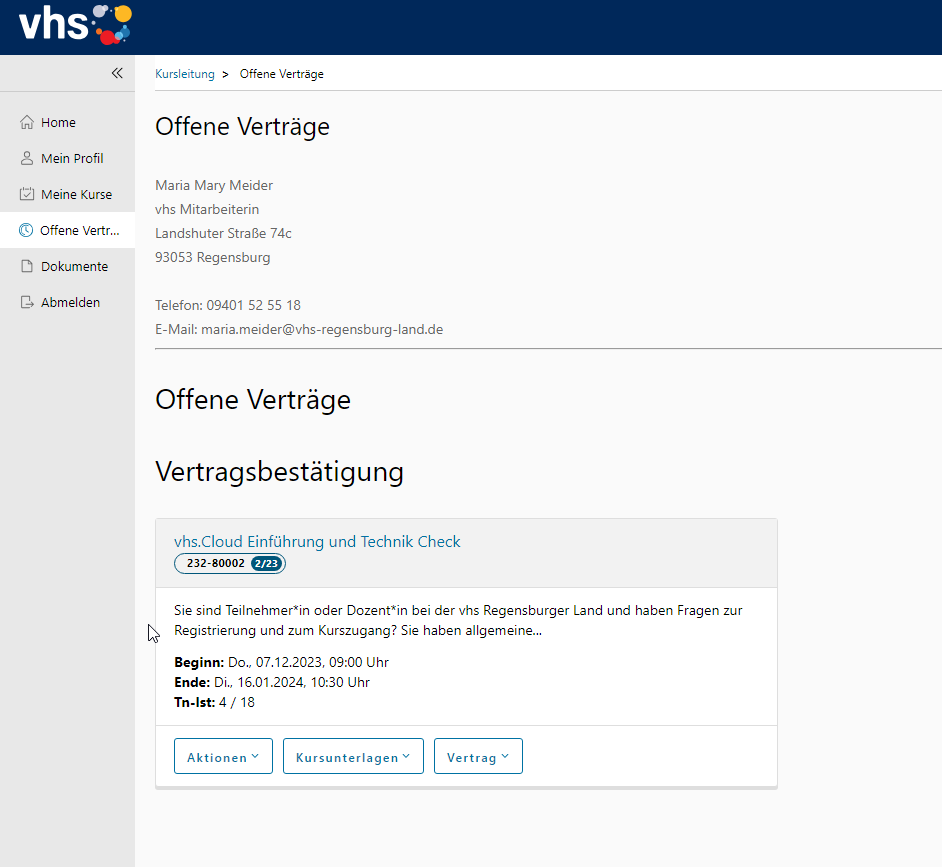 vhs
Kursleitung > Offene Verträge
Home
Mein Profil
Meine Kurse
Offene Vertr...
Dokumente
Abmelden
Offene Verträge
Maria Mary Meider
vhs Mitarbeiterin
Landshuter Straße 74c
93053 Regensburg
Telefon: 09401 52 55 18
E-Mail: maria.meider@vhs-regensburg-land.de
Offene Verträge
Vertragsbestätigung
vhs.Cloud Einführung und Technik Check
232-80002 2/23
Sie sind Teilnehmer*in oder Dozent*in bei der vhs Regensburger Land und haben Fragen zur
Registrierung und zum Kurszugang? Sie haben allgemeine...
Beginn: Do., 07.12.2023, 09:00 Uhr
Ende: Di., 16.01.2024, 10:30 Uhr
Tn-Ist: 4 / 18
Aktionen Kursunterlagen Vertrag